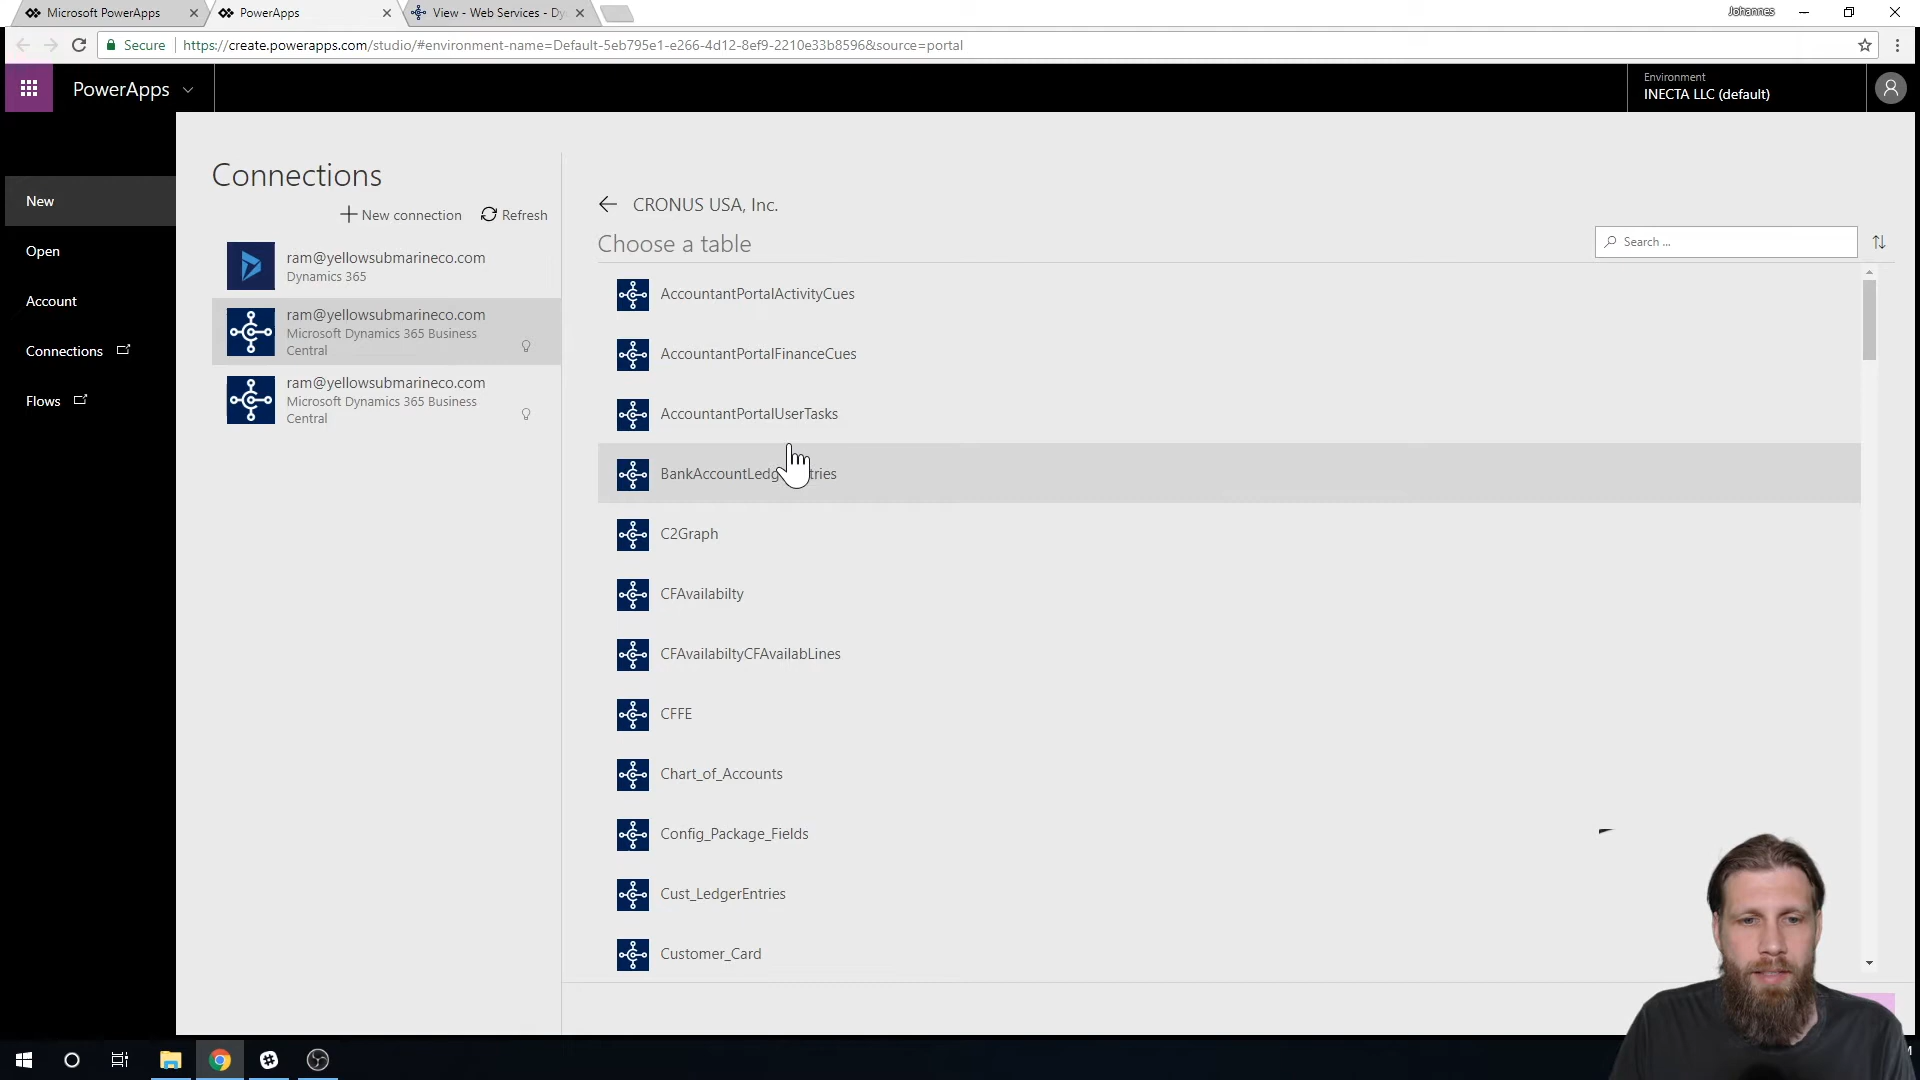 Microsoft PowerApps
PowerApps
View - Web Services - Dy
Johannes
Secure
https://create.powerapps.com/studio/#environment-name=Default-5eb795e1-e266-4d12-8ef9-2210e33b8596&source=portal
PowerApps
Environment
INECTA LLC (default)
New
Open
Account
Connections
Flows
Connections
New connection
Refresh
ram@yellowsubmarineco.com
Dynamics 365
ram@yellowsubmarineco.com
Microsoft Dynamics 365 Business
Central
ram@yellowsubmarineco.com
Microsoft Dynamics 365 Business
Central
CRONUS USA, Inc.
Choose a table
Search ...
AccountantPortalActivityCues
AccountantPortalFinanceCues
AccountantPortalUserTasks
BankAccountLedg tries
C2Graph
CFAvailabilty
CFAvailabiltyCFAvailabLines
CFFE
Chart_of_Accounts
Config_Package_Fields
Cust_LedgerEntries
Customer_Card